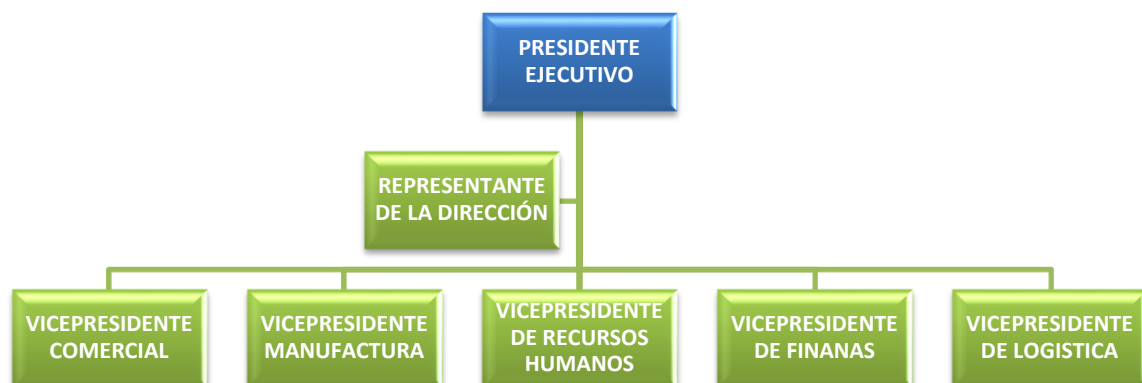 PRESIDENTE
EJECUTIVO
REPRESENTANTE
DE LA DIRECCIÓN
VICEPRESIDENTE
COMERCIAL
VICEPRESIDENTE
MANUFACTURA
VICEPRESIDENTE
DE RECURSOS
HUMANOS
VICEPRESIDENTE
DE FINANAS
VICEPRESIDENTE
DE LOGISTICA